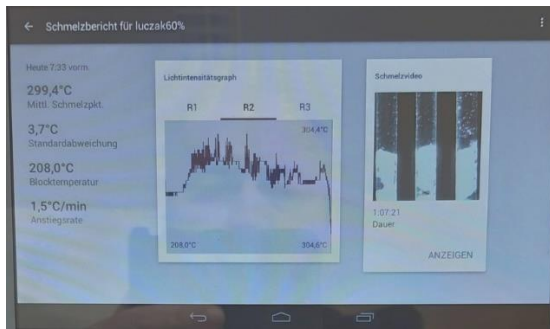 ← Schmelzbericht für luczak60%
Heute 7:33 vorm.
299,4°C
Mittl. Schmelzpkt.
3,7°C
Standardabweichung
208,0°C
Blocktemperatur
1,5°C/min
Anstiegsrate
Lichtintensitätsgraph
R1 R2 R3
304,4°C
208,0°C 304,6°C
Schmelzvideo
1:07:21
Dauer
ANZEIGEN